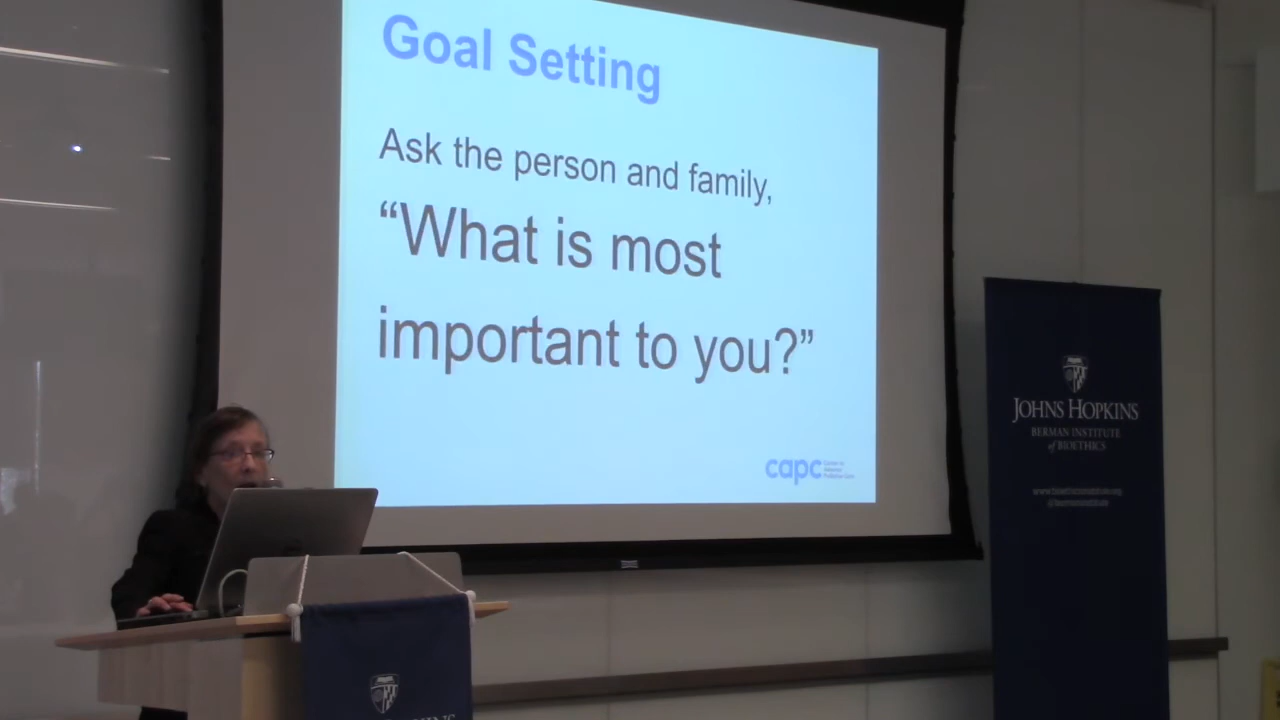 Goal Setting
Ask the person and family,
“What is most
important to you?”
capc
JOHNS HOPKINS
BERMAN INSTITUTE
of BIOETHICS